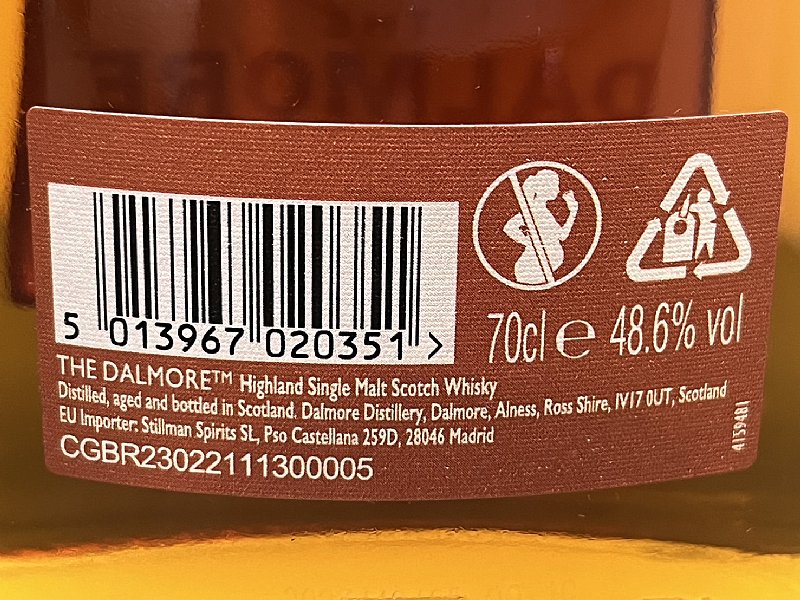 5 013967 020351 >
70cl e 48.6% vol
THE DALMORE™ Highland Single Malt Scotch Whisky
Distilled, aged and bottled in Scotland. Dalmore Distillery, Dalmore, Alness, Ross Shire, IV17 0UT, Scotland
EU Importer: Stillman Spirits SL, Pso Castellana 259D, 28046 Madrid
CGBR23022111300005
4159481